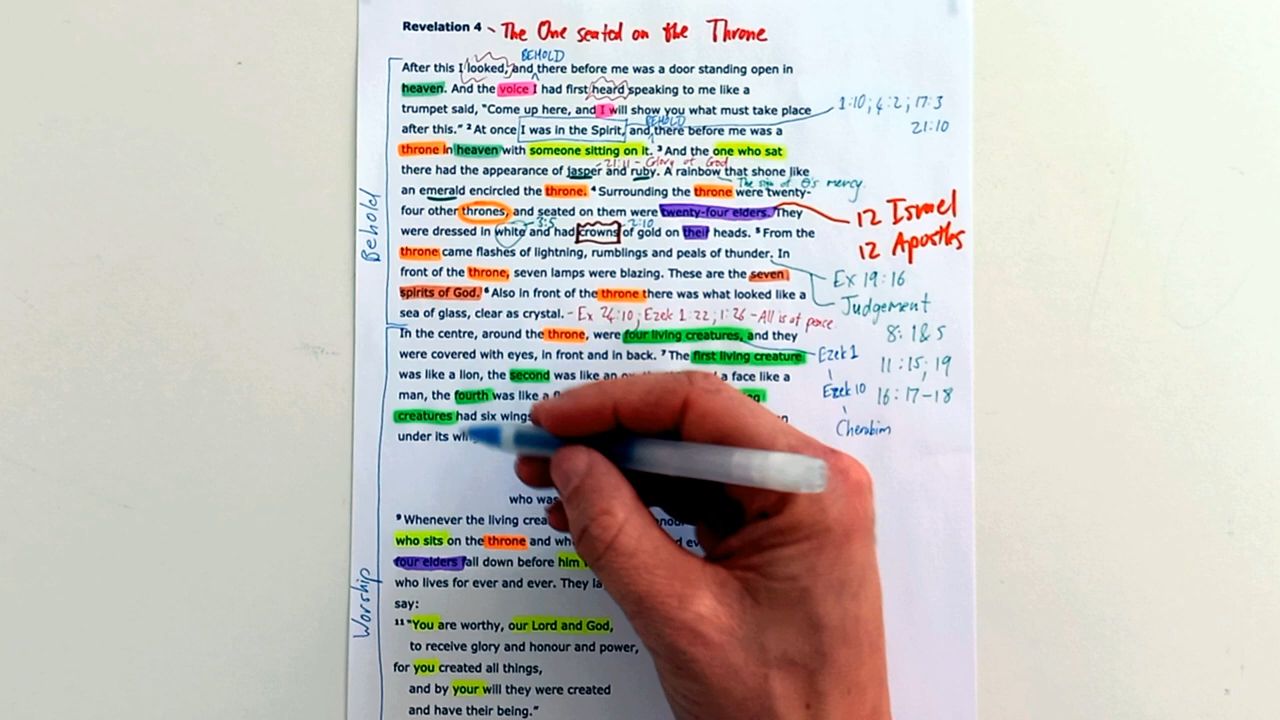 Revelation 4 - The One seated on the Throne
BEHOLD
After this I looked, and there before me was a door standing open in
heaven. And the voice I had first heard speaking to me like a
trumpet said, “Come up here, and I will show you what must take place
1:10; 4:2; 17:3
21:10
BEHOLD
after this.” ² At once I was in the Spirit, and there before me was a
throne in heaven with someone sitting on it. ³ And the one who sat
21:11 - Glory of God
there had the appearance of jasper and ruby. A rainbow that shone like
The sign of G's mercy
an emerald encircled the throne. ⁴ Surrounding the throne were twenty-
four other thrones, and seated on them were twenty-four elders. They
12 Israel
12 Apostles
3:5
2:10
were dressed in white and had crowns of gold on their heads. ⁵ From the
throne came flashes of lightning, rumblings and peals of thunder. In
Ex 19:16
front of the throne, seven lamps were blazing. These are the seven
spirits of God. ⁶ Also in front of the throne there was what looked like a
Judgement
8: 1&5
11:15; 19
16:17-18
sea of glass, clear as crystal. - Ex 24:10; Ezek 1:22; 1:26 - All is at peace
Behold
In the centre, around the throne, were four living creatures, and they
were covered with eyes, in front and in back. ⁷ The first living creature
Ezek 1
Ezek 10
Cherabim
was like a lion, the second was like an a face like a
man, the fourth was like a
creatures had six wings
under its
who was
⁹ Whenever the living
who sits on the throne and
four elders fall down before him
who lives for ever and ever. They
say:
Worship
¹¹ “You are worthy, our Lord and God,
to receive glory and honour and power,
for you created all things,
and by your will they were created
and have their being.”